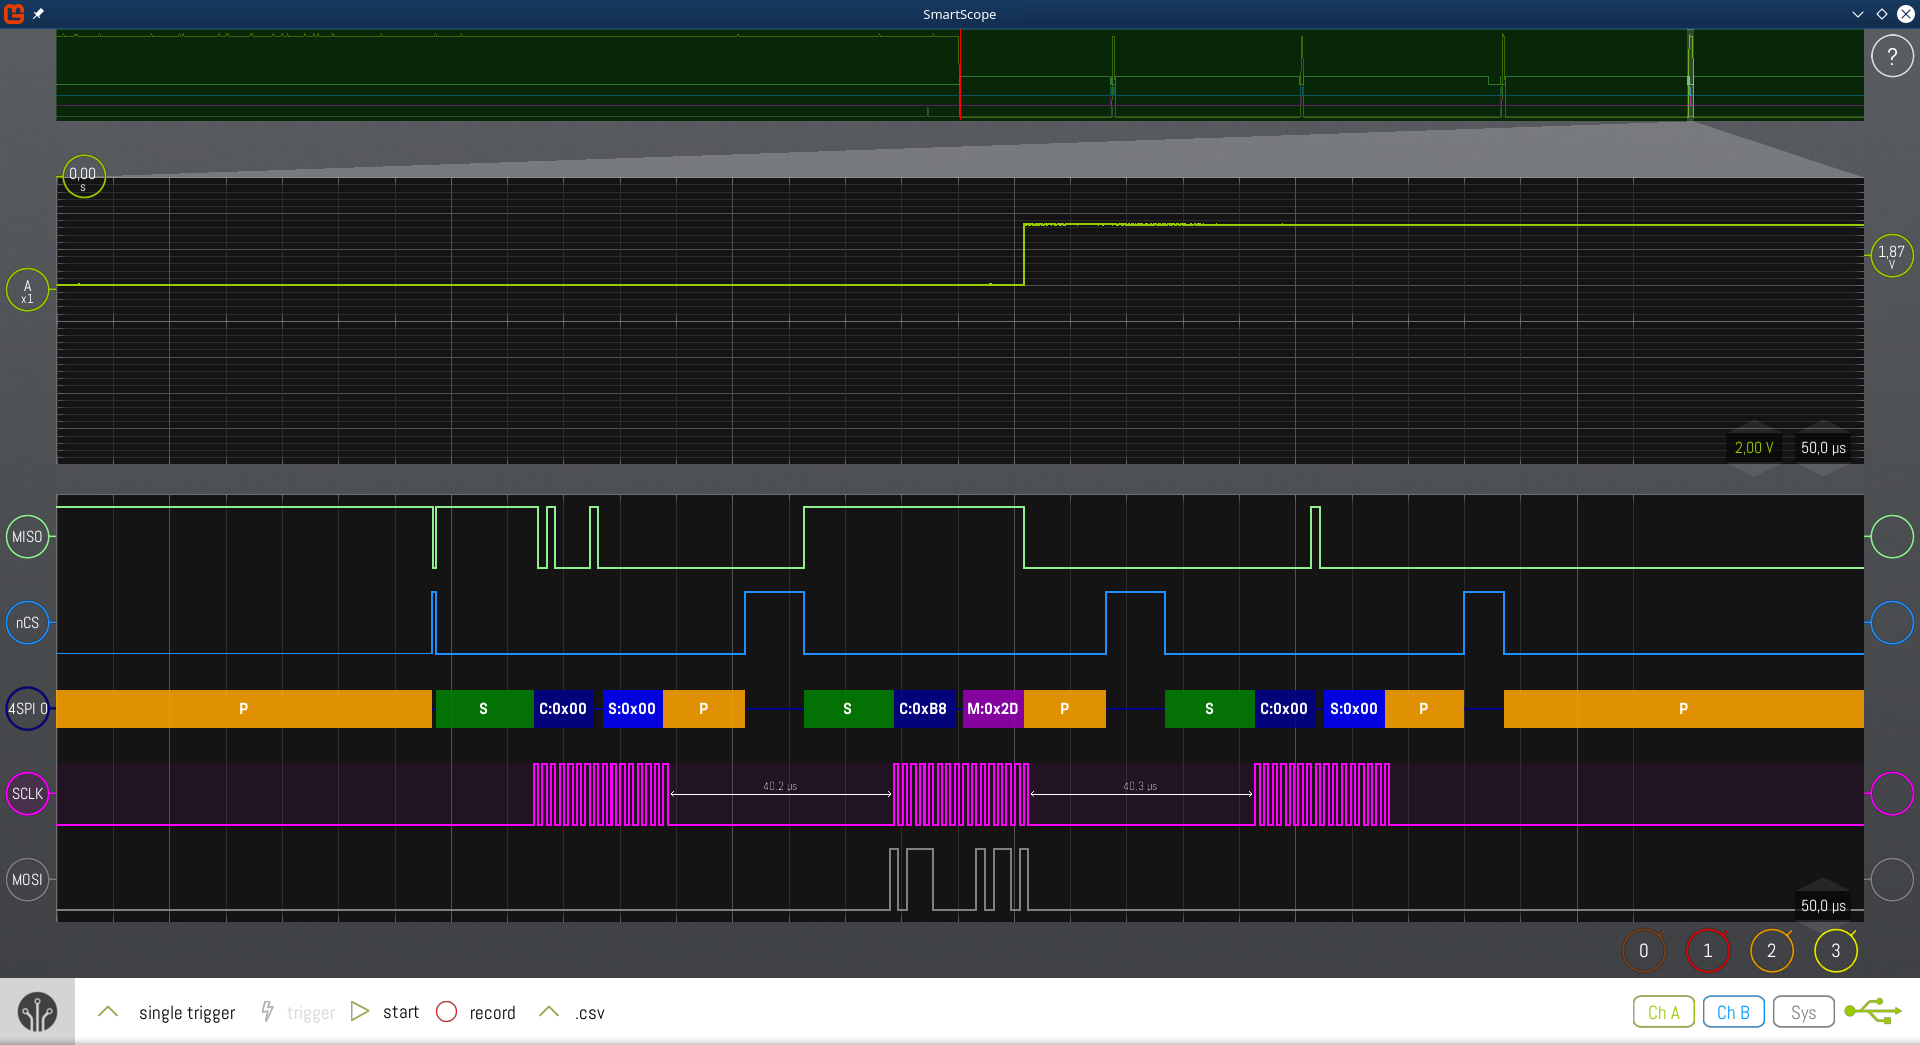 SmartScope
?
0,00
s
A
x1
1,87
V
2,00 V
50,0 µs
MISO
nCS
4SPI 0
P
S
C:0x00
S:0x00
P
S
C:0xB8
M:0x2D
P
S
C:0x00
S:0x00
P
P
SCLK
40,2 µs
40,3 µs
MOSI
50,0 µs
0
1
2
3
single trigger
trigger
start
record
.csv
Ch A
Ch B
Sys